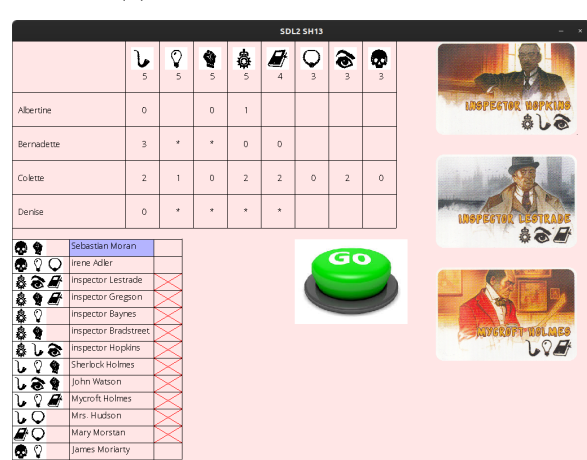 SDL2 SH13
5 5 5 5 4 3 3 3
Albertine 0 0 1
Bernadette 3 * * 0 0
Colette 2 1 0 2 2 0 2 0
Denise 0 * * * *
INSPECTOR HOPKINS
INSPECTOR LESTRADE
MYCROFT HOLMES
GO
Sebastian Moran
irene Adler
inspector Lestrade
inspector Gregson
inspector Baynes
inspector Bradstreet
inspector Hopkins
Sherlock Holmes
John Watson
Mycroft Holmes
Mrs. Hudson
Mary Morstan
James Moriarty